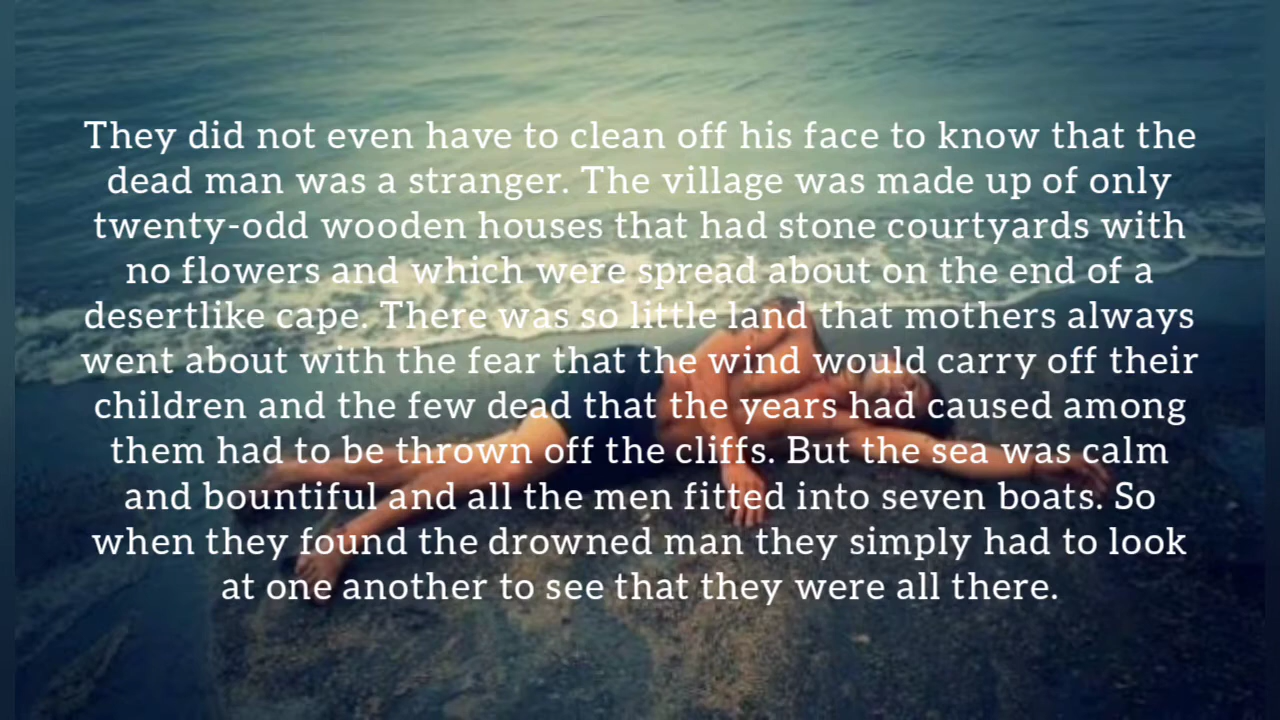 They did not even have to clean off his face to know that the
dead man was a stranger. The village was made up of only
twenty-odd wooden houses that had stone courtyards with
no flowers and which were spread about on the end of a
desertlike cape. There was so little land that mothers always
went about with the fear that the wind would carry off their
children and the few dead that the years had caused among
them had to be thrown off the cliffs. But the sea was calm
and bountiful and all the men fitted into seven boats. So
when they found the drowned man they simply had to look
at one another to see that they were all there.